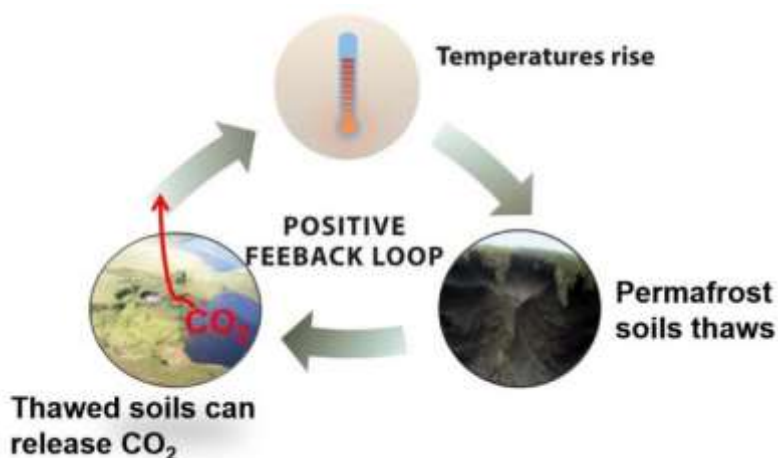 Temperatures rise
POSITIVE
FEEBACK LOOP
CO₂
Permafrost
soils thaws
Thawed soils can
release CO₂